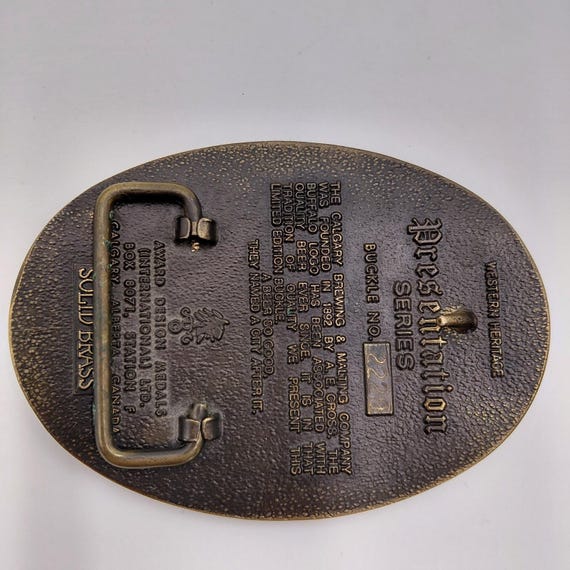 WESTERN HERITAGE
Presentation
SERIES
BUCKLE NO.
THE CALGARY BREWING & MALTING COMPANY
WAS FOUNDED IN 1892 BY A.E. CROSS. THE
BUFFALO LOGO HAS BEEN ASSOCIATED WITH
QUALITY BEER EVER SINCE. IT IS IN THAT
TRADITION OF QUALITY WE PRESENT THIS
LIMITED EDITION BUCKLE.
A BEER SO GOOD
THEY NAMED A CITY AFTER IT.
AWARD DESIGN MEDALS
(INTERNATIONAL) LTD.
BOX 8071, STATION F
CALGARY, ALBERTA CANADA
SOLID BRASS